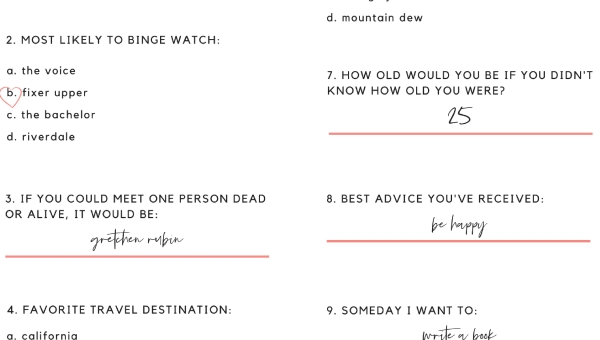 2. MOST LIKELY TO BINGE WATCH:
a. the voice
b. fixer upper
c. the bachelor
d. riverdale
3. IF YOU COULD MEET ONE PERSON DEAD
OR ALIVE, IT WOULD BE:
gretchen rubin
4. FAVORITE TRAVEL DESTINATION:
a. california
d. mountain dew
7. HOW OLD WOULD YOU BE IF YOU DIDN'T
KNOW HOW OLD YOU WERE?
25
8. BEST ADVICE YOU'VE RECEIVED:
be happy
9. SOMEDAY I WANT TO:
write a book